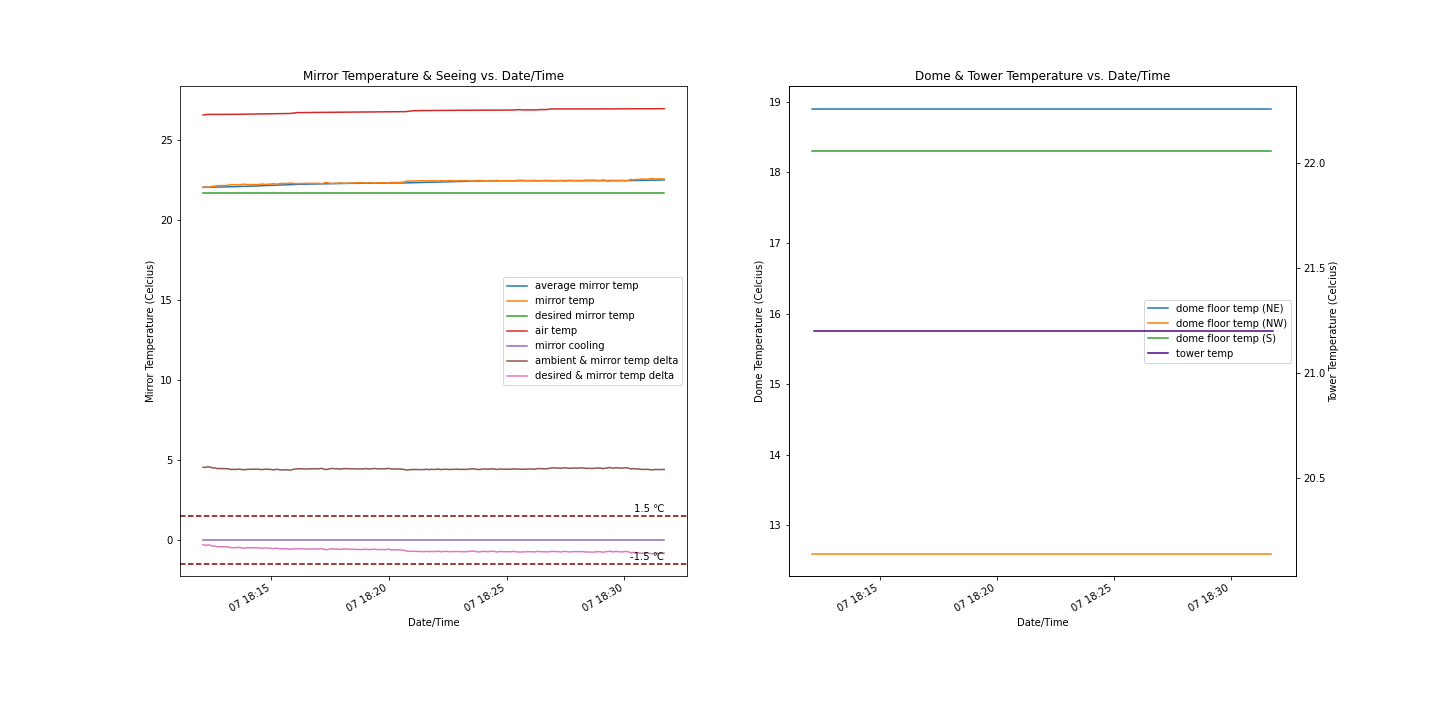 Mirror Temperature & Seeing vs. Date/Time
Mirror Temperature (Celcius)
25
20
15
10
5
0
average mirror temp
mirror temp
desired mirror temp
air temp
mirror cooling
ambient & mirror temp delta
desired & mirror temp delta
1.5 °C
-1.5 °C
07 18:15
07 18:20
07 18:25
07 18:30
Date/Time
Dome & Tower Temperature vs. Date/Time
Dome Temperature (Celcius)
19
18
17
16
15
14
13
dome floor temp (NE)
dome floor temp (NW)
dome floor temp (S)
tower temp
22.0
21.5
21.0
20.5
Tower Temperature (Celcius)
07 18:15
07 18:20
07 18:25
07 18:30
Date/Time